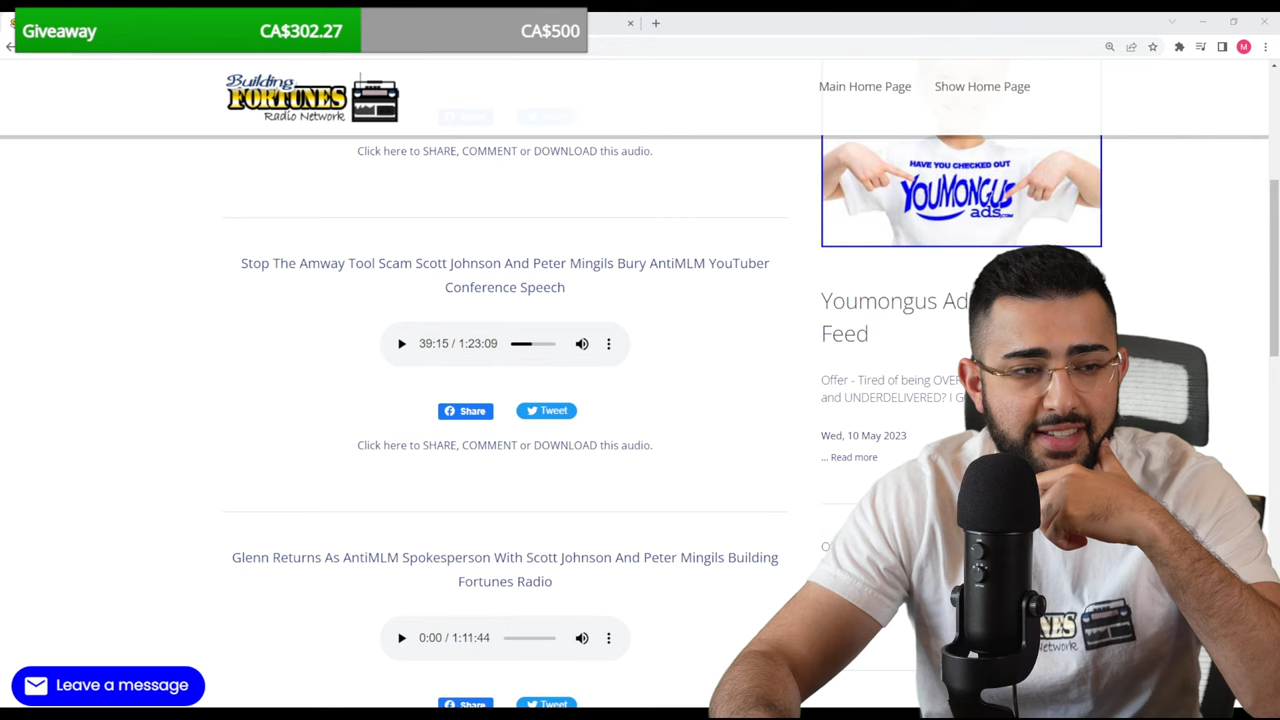 Giveaway CA$302.27 CA$500
M
Building
FORTUNES
Radio Network
Main Home Page Show Home Page
Click here to SHARE, COMMENT or DOWNLOAD this audio.
HAVE YOU CHECKED OUT
YOUMONGUS
ads.com
Stop The Amway Tool Scam Scott Johnson And Peter Mingils Bury AntiMLM YouTuber
Conference Speech
39:15 / 1:23:09
Share Tweet
Click here to SHARE, COMMENT or DOWNLOAD this audio.
Youmongus Ad
Feed
Offer - Tired of being OVER
and UNDERDELIVERED? I G
Wed, 10 May 2023
... Read more
Glenn Returns As AntiMLM Spokesperson With Scott Johnson And Peter Mingils Building
Fortunes Radio
0:00 / 1:11:44
Share Tweet
Leave a message